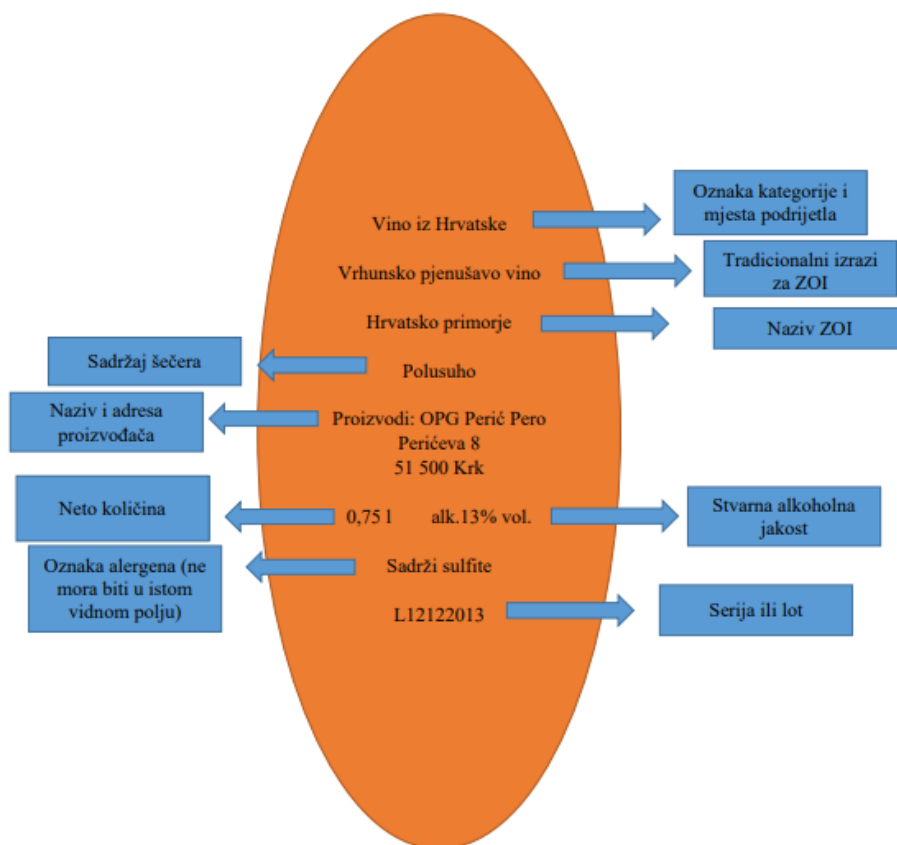 Vino iz Hrvatske
Oznaka kategorije i
mjesta podrijetla
Vrhunsko pjenušavo vino
Tradicionalni izrazi
za ZOI
Hrvatsko primorje
Naziv ZOI
Sadržaj šečera
Polusuho
Naziv i adresa
proizvođača
Proizvodi: OPG Perić Pero
Perićeva 8
51 500 Krk
Neto količina
0,75 l alk.13% vol.
Stvarna alkoholna
jakost
Oznaka alergena (ne
mora biti u istom
vidnom polju)
Sadrži sulfite
L12122013
Serija ili lot